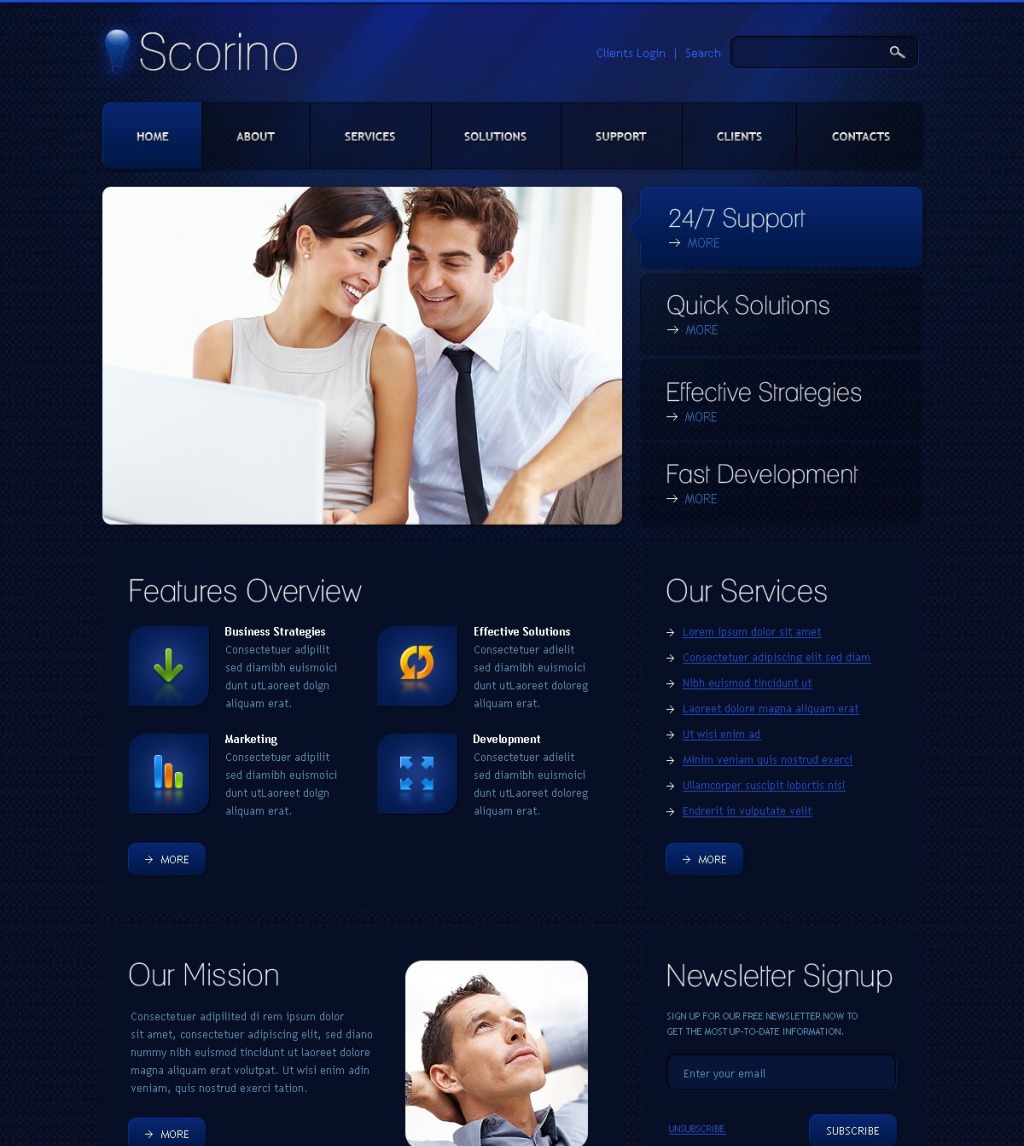 Scorino
Clients Login | Search
HOME ABOUT SERVICES SOLUTIONS SUPPORT CLIENTS CONTACTS
24/7 Support
MORE
Quick Solutions
MORE
Effective Strategies
MORE
Fast Development
MORE
Features Overview
Business Strategies
Consectetuer adipilit
sed diamibh euismoici
dunt utLaoreet dolgn
aliquam erat.
Effective Solutions
Consectetuer adielit
sed diamibh euismoici
dunt utLaoreet doloreg
aliquam erat.
Marketing
Consectetuer adipilit
sed diamibh euismoici
dunt utLaoreet dolgn
aliquam erat.
Development
Consectetuer adielit
sed diamibh euismoici
dunt utLaoreet doloreg
aliquam erat.
MORE
Our Services
Lorem ipsum dolor sit amet
Consectetuer adipiscing elit sed diam
Nibh euismod tincidunt ut
Laoreet dolore magna aliquam erat
Ut wisi enim ad
Minim veniam quis nostrud exerci
Ullamcorper suscipit lobortis nisl
Endrerit in vulputate velit
MORE
Our Mission
Consectetuer adipilited di rem ipsum dolor
sit amet, consectetuer adipiscing elit, sed diano
nummy nibh euismod tincidunt ut laoreet dolore
magna aliquam erat volutpat. Ut wisi enim adin
veniam, quis nostrud exerci tation.
MORE
Newsletter Signup
SIGN UP FOR OUR FREE NEWSLETTER NOW TO
GET THE MOST UP-TO-DATE INFORMATION.
Enter your email
UNSUBSCRIBE
SUBSCRIBE